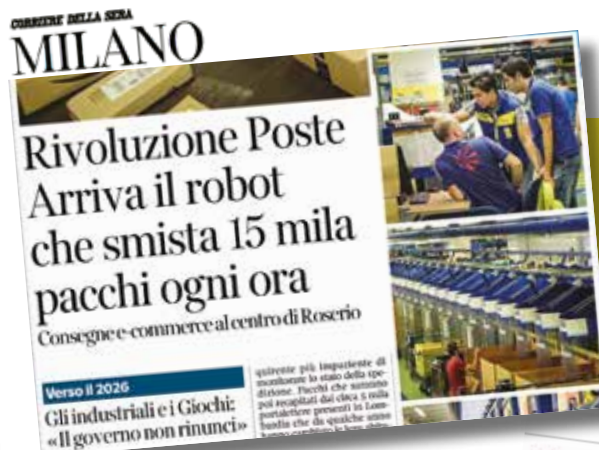 CORRIERE DELLA SERA
MILANO
Rivoluzione Poste
Arriva il robot
che smista 15 mila
pacchi ogni ora
Consegne e-commerce al centro di Roserio
Verso il 2026
Gli industriali e i Giochi:
«Il governo non rinunci»
quirente più impaziente di
monitorare lo stato della spe-
dizione. Pacchi che saranno
poi recapitati dai circa 5 mila
portalettere presenti in Lom-
bardia che da qualche anno